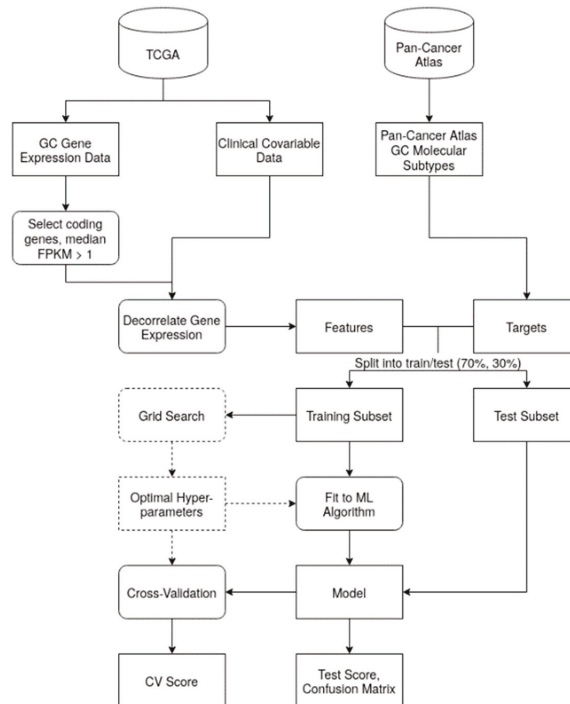 TCGA
Pan-Cancer
Atlas
GC Gene
Expression Data
Clinical Covariable
Data
Pan-Cancer Atlas
GC Molecular
Subtypes
Select coding
genes, median
FPKM > 1
Decorrelate Gene
Expression
Features
Targets
Split into train/test (70%, 30%)
Grid Search
Training Subset
Test Subset
Optimal Hyper-
parameters
Fit to ML
Algorithm
Cross-Validation
Model
CV Score
Test Score,
Confusion Matrix